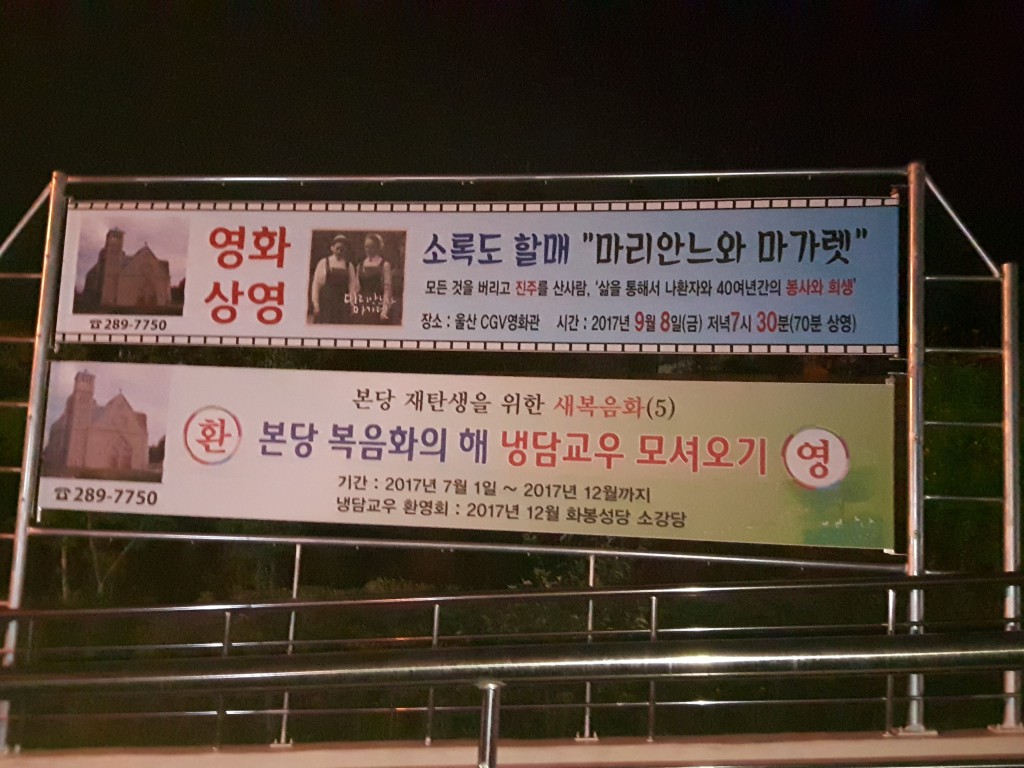 영화
상영
☎289-7750
마리안느와
마가렛
소록도 할매 "마리안느와 마가렛"
모든 것을 버리고 진주를 산사람, '삶을 통해서 나환자와 40여년간의 봉사와 희생'
장소 : 울산 CGV영화관 시간 : 2017년 9월 8일(금) 저녁7시 30분(70분 상영)
본당 재탄생을 위한 새복음화(5)
환 본당 복음화의 해 냉담교우 모셔오기 영
☎289-7750
기간 : 2017년 7월 1일 ~ 2017년 12월까지
냉담교우 환영회 : 2017년 12월 화봉성당 소강당